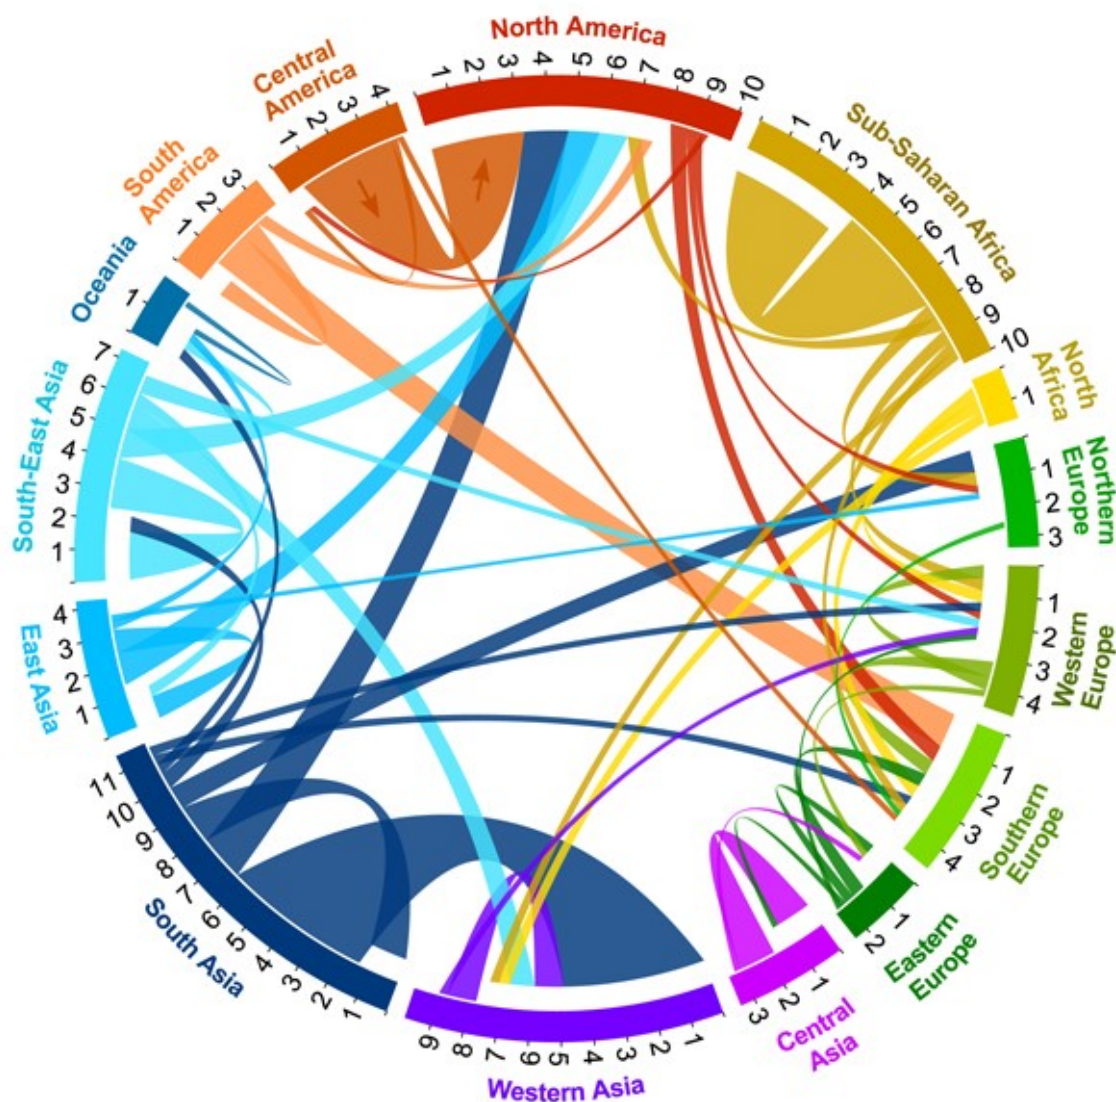 North America
1 2 3 4 5 6 7 8 9 10
Sub-Saharan Africa
1 2 3 4 5 6 7 8 9 10
North
Africa
1
Northern
Europe
1 2 3
Western
Europe
1 2 3 4
Southern
Europe
1 2 3 4
Eastern
Europe
1 2
Central
Asia
1 2 3
Western Asia
1 2 3 4 5 6 7 8 9
South Asia
1 2 3 4 5 6 7 8 9 10 11
East Asia
1 2 3 4
South-East Asia
1 2 3 4 5 6 7
Oceania
1
South
America
1 2 3
Central
America
1 2 3 4